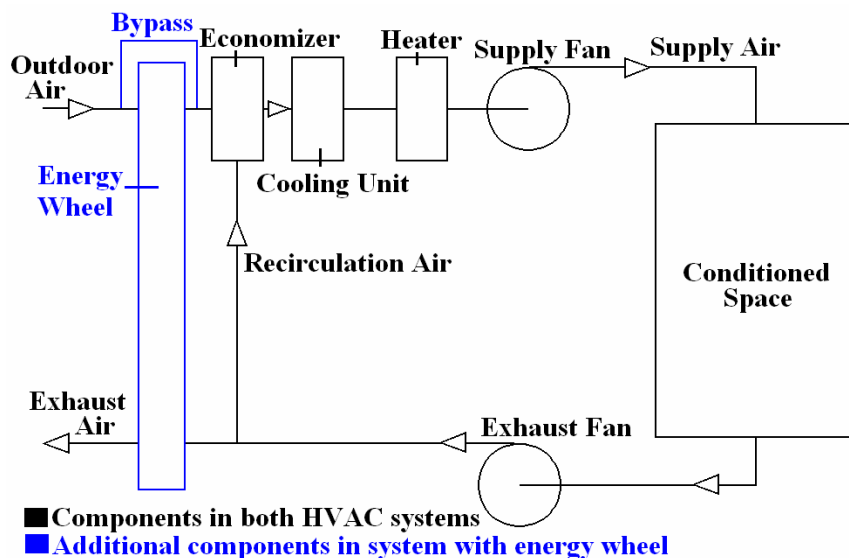 Bypass
Economizer
Heater
Supply Fan
Supply Air
Outdoor
Air
Energy
Wheel
Cooling Unit
Recirculation Air
Conditioned
Space
Exhaust
Air
Exhaust Fan
Components in both HVAC systems
Additional components in system with energy wheel